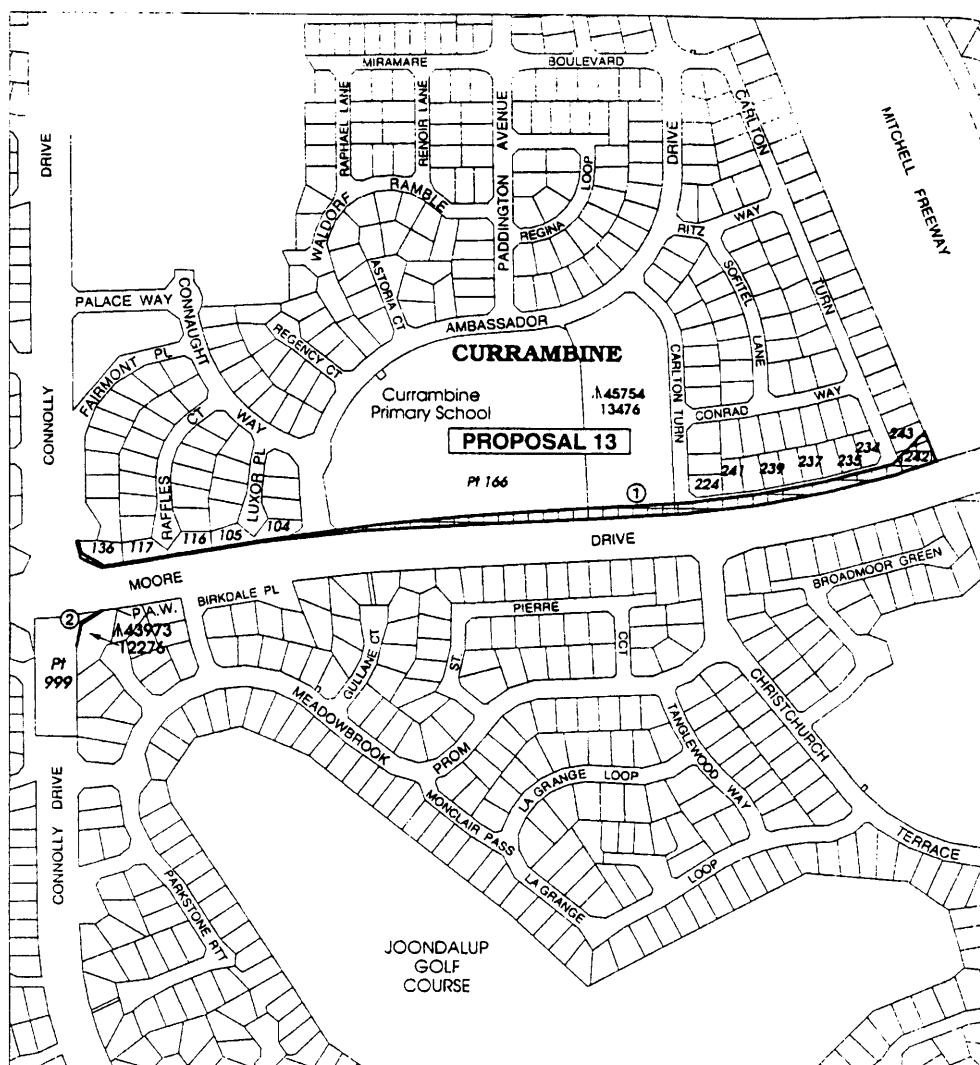 MIRAMARE BOULEVARD
RAPHAEL LANE
RENOIR LANE
PADDINGTON AVENUE
DRIVE
CARLTON
MITCHELL FREEWAY
DRIVE
WALDORF RAMBLE
REGINA LOOP
RITZ WAY
ASTORIA CT
SOFITEL LANE
TURN
PALACE WAY
CONNAUGHT
REGENCY CT
AMBASSADOR
CURRAMBINE
FAIRMONT PL
Currambine
Primary School
45754
13476
CARLTON TURN
CONRAD WAY
CONNOLLY
WAY
PROPOSAL 13
RAFFLES CT
LUXOR PL
Pt 166
224
241
239
237
235
234
243
242
1
136
117
116
105
104
MOORE
DRIVE
BIRKDALE PL
BROADMOOR GREEN
2
P.A.W.
43973
12276
Pt
999
PIERRE
CCT
GULLANE CT
ST.
MEADOWBROOK
PROM
CHRISTCHURCH
TANGLEWOOD WAY
LA GRANGE LOOP
MONCLAIR PASS
CONNOLLY DRIVE
TERRACE
LA GRANGE
LOOP
PARKSTONE RTT
JOONDALUP
GOLF
COURSE